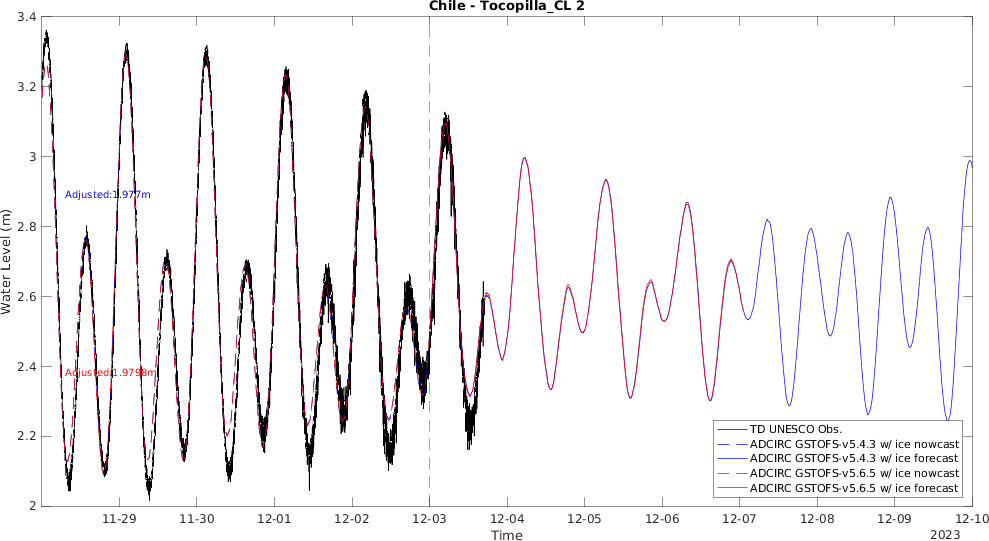 Chile - Tocopilla_CL 2
3.4
3.2
3
2.8
2.6
2.4
2.2
2
Water Level (m)
Adjusted:1.977m
Adjusted:1.9798m
TD UNESCO Obs.
ADCIRC GSTOFS-v5.4.3 w/ ice nowcast
ADCIRC GSTOFS-v5.4.3 w/ ice forecast
ADCIRC GSTOFS-v5.6.5 w/ ice nowcast
ADCIRC GSTOFS-v5.6.5 w/ ice forecast
11-29 11-30 12-01 12-02 12-03 12-04 12-05 12-06 12-07 12-08 12-09 12-10
Time
2023